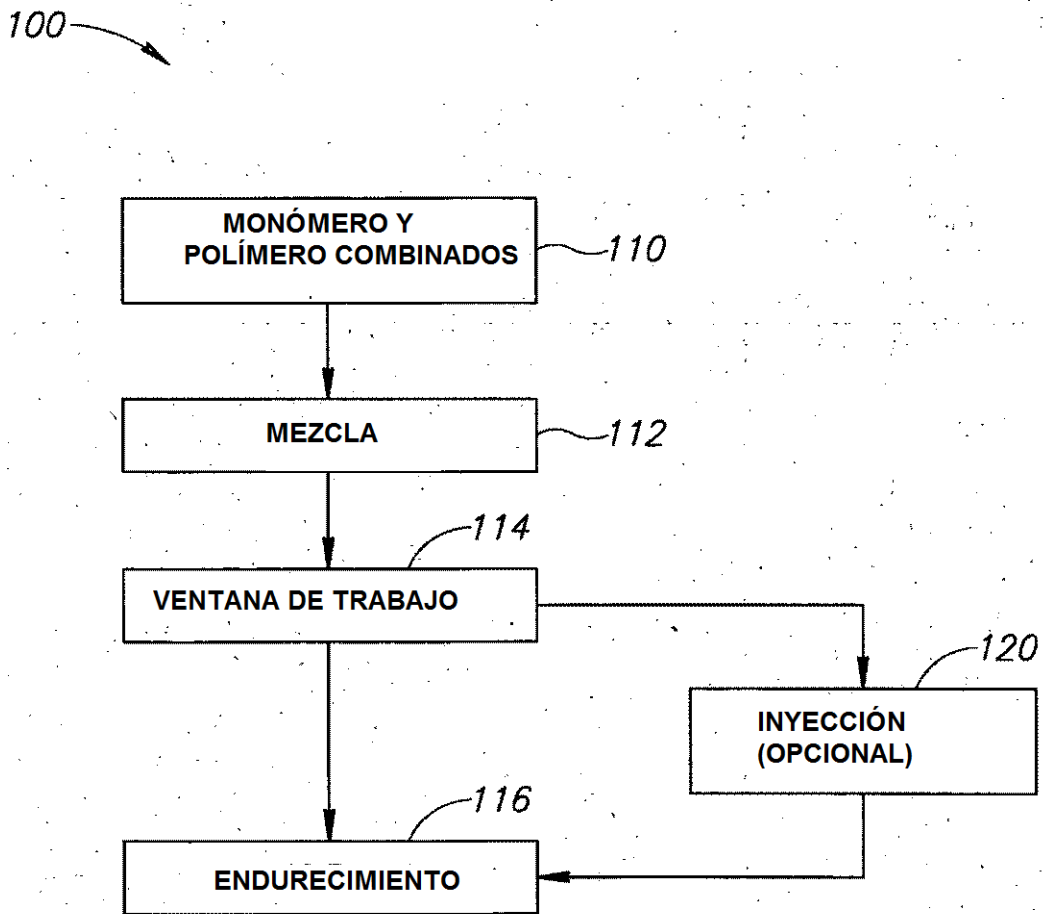 100
MONÓMERO Y
POLÍMERO COMBINADOS
110
MEZCLA
112
114
VENTANA DE TRABAJO
120
INYECCIÓN
(OPCIONAL)
116
ENDURECIMIENTO